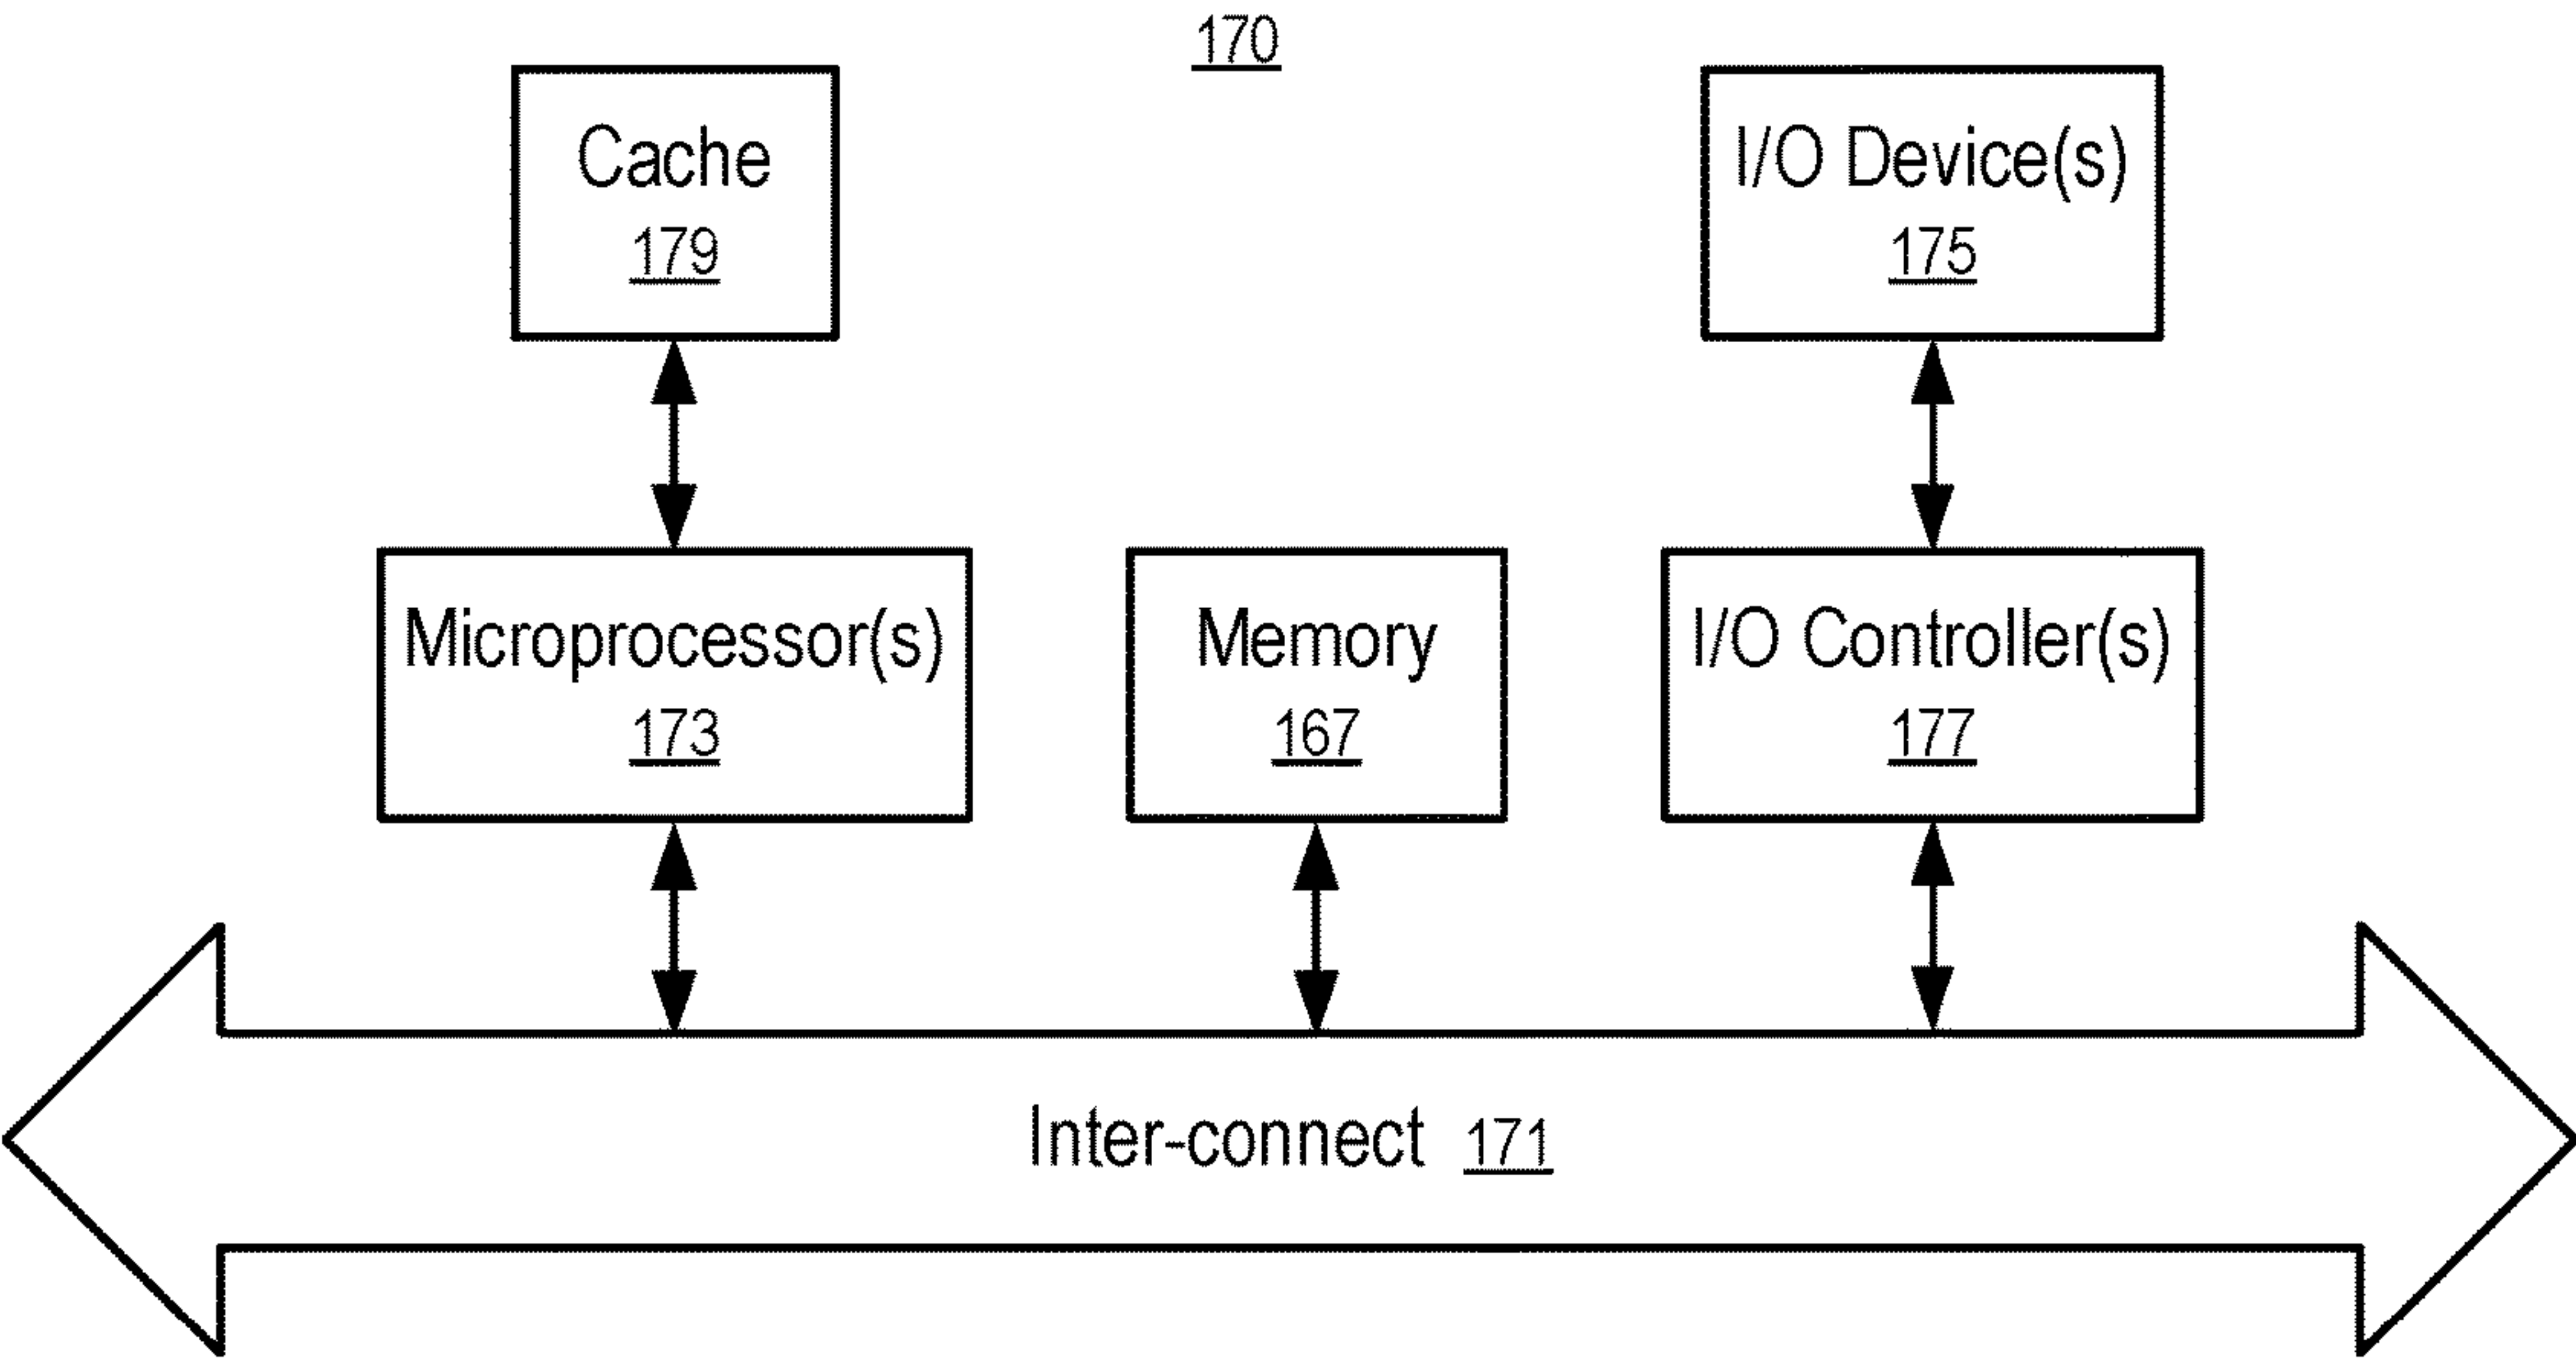 170
Cache
179
I/O Device(s)
175
Microprocessor(s)
173
Memory
167
I/O Controller(s)
177
Inter-connect 171